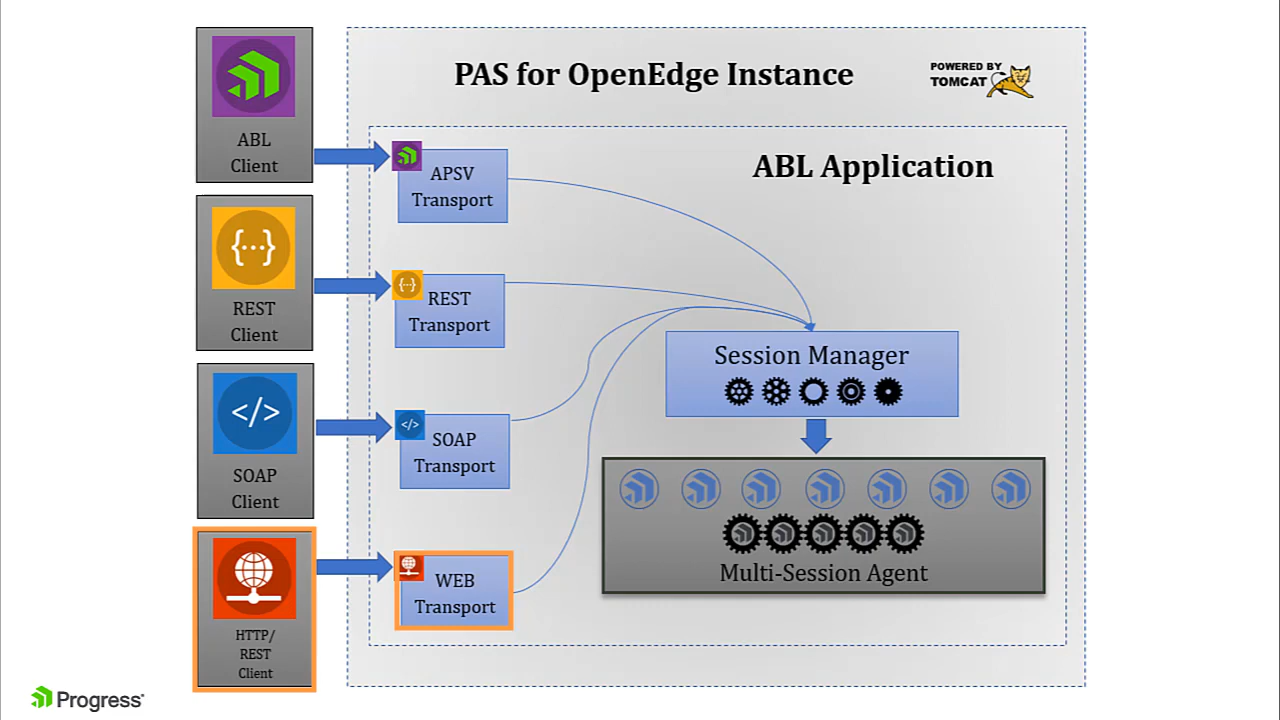 PAS for OpenEdge Instance
POWERED BY
TOMCAT
ABL Application
ABL
Client
APSV
Transport
{···}
REST
Client
{···}
REST
Transport
Session Manager
</>
SOAP
Client
</>
SOAP
Transport
Multi-Session Agent
HTTP/
REST
Client
WEB
Transport
Progress®